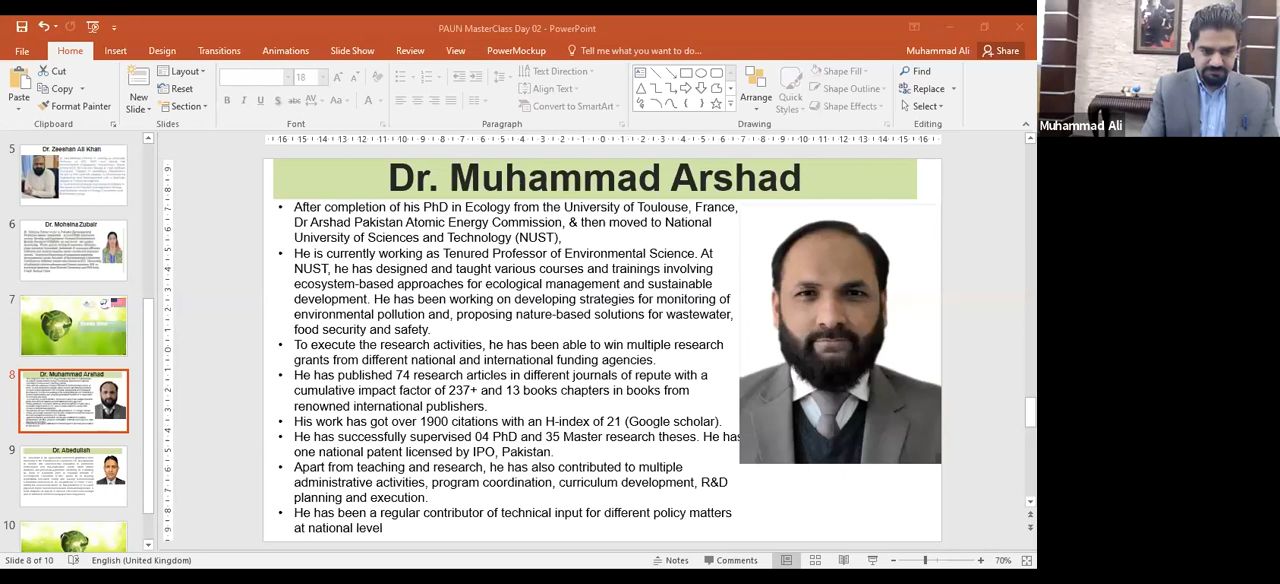 PAUN MasterClass Day 02 - PowerPoint
File Home Insert Design Transitions Animations Slide Show Review View PowMockup Tell me what you want to do... Muhammad Ali Share
Paste
Cut
Copy
Format Painter
Clipboard
New
Slide
Layout
Reset
Section
Slides
18
B I U S abc AV Aa A
Font
Paragraph
Text Direction
Align Text
Convert to SmartArt
Arrange
Quick
Styles
Shape Fill
Shape Outline
Shape Effects
Drawing
Find
Replace
Select
Editing
Muhammad Ali
5
Dr. Zeeshan Ali Khan
6
Dr. Mohsina Zubair
7
8
Dr. Muhammad Arshad
9
Dr. Abedullah
10
Dr. Muhammad Arshad
• After completion of his PhD in Ecology from the University of Toulouse, France,
Dr Arshad Pakistan Atomic Energy Commission, & then moved to National
University of Sciences and Technology (NUST),
• He is currently working as Tenured Professor of Environmental Science. At
NUST, he has designed and taught various courses and trainings involving
ecosystem-based approaches for ecological management and sustainable
development. He has been working on developing strategies for monitoring of
environmental pollution and, proposing nature-based solutions for wastewater,
food security and safety.
• To execute the research activities, he has been able to win multiple research
grants from different national and international funding agencies.
• He has published 74 research articles in different journals of repute with a
cumulative impact factor of 237+and 13 books chapters in books from
renowned international publishers.
• His work has got over 1900 citations with an H-index of 21 (Google scholar).
• He has successfully supervised 04 PhD and 35 Master research theses. He has
one national patent licensed by IPO, Pakistan.
• Apart from teaching and research, he has also contributed to multiple
administrative activities, program coordination, curriculum development, R&D
planning and execution.
• He has been a regular contributor of technical input for different policy matters
at national level
Slide 8 of 10 English (United Kingdom) Notes Comments 70%